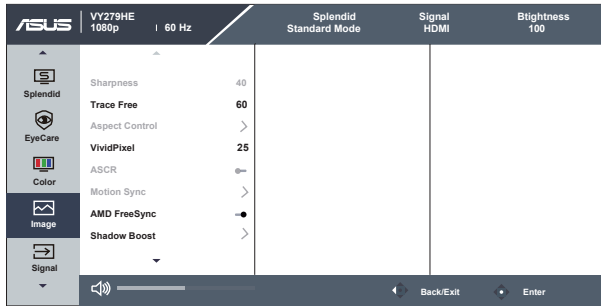 ASUS
VY279HE
1080p | 60 Hz
Splendid
Standard Mode
Signal
HDMI
Btightness
100
Splendid
EyeCare
Color
Image
Signal
Sharpness 40
Trace Free 60
Aspect Control
VividPixel 25
ASCR
Motion Sync
AMD FreeSync
Shadow Boost
Back/Exit
Enter